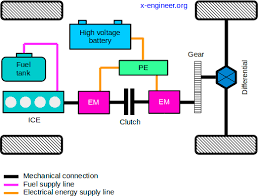 x-engineer.org
High voltage
battery
Fuel
tank
PE
Gear
EM
EM
ICE
Clutch
Differential
Mechanical connection
Fuel supply line
Electrical energy supply line